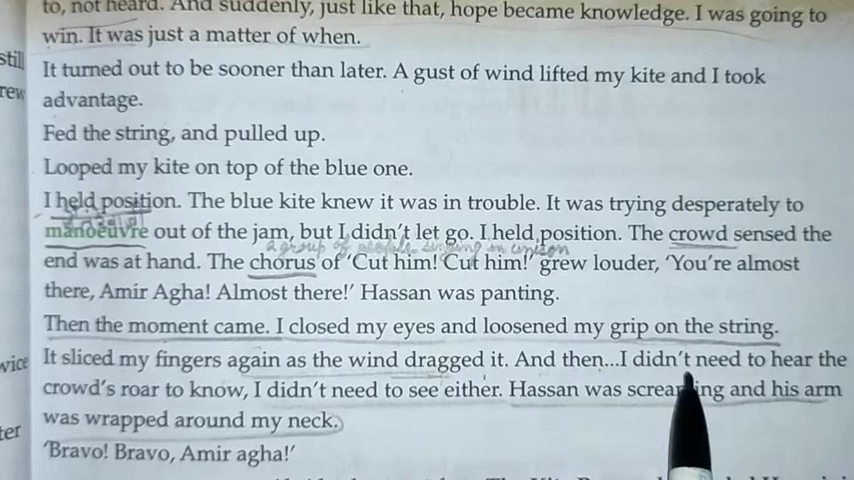 to, not heard. And suddenly, just like that, hope became knowledge. I was going to
win. It was just a matter of when.
still
It turned out to be sooner than later. A gust of wind lifted my kite and I took
rew
advantage.
Fed the string, and pulled up.
Looped my kite on top of the blue one.
I held position. The blue kite knew it was in trouble. It was trying desperately to
manoeuvre out of the jam, but I didn't let go. I held position. The crowd sensed the
a group of people singing in unison
end was at hand. The chorus of 'Cut him! Cut him!' grew louder, 'You're almost
there, Amir Agha! Almost there!' Hassan was panting.
Then the moment came. I closed my eyes and loosened my grip on the string.
vice
It sliced my fingers again as the wind dragged it. And then...I didn't need to hear the
crowd's roar to know, I didn't need to see either. Hassan was screaming and his arm
ter
was wrapped around my neck.
'Bravo! Bravo, Amir agha!'